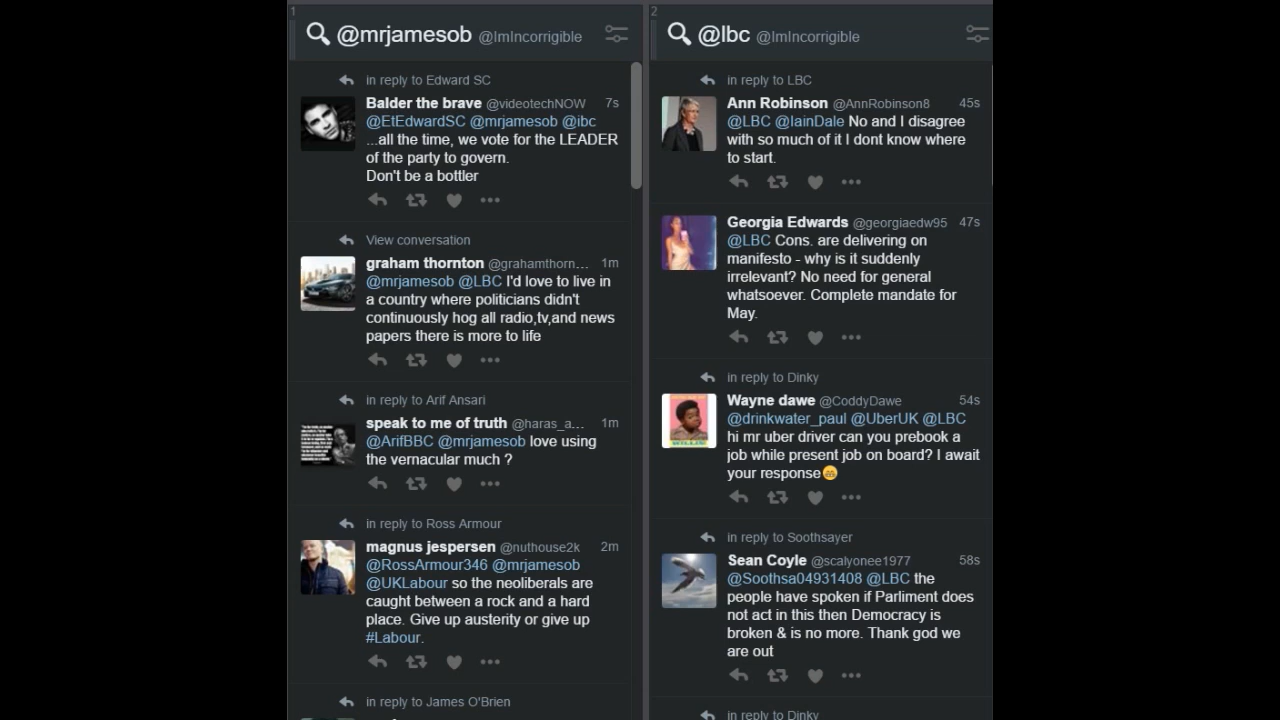 1
@mrjamesob @ImIncorrigible
in reply to Edward SC
Balder the brave @videotechNOW 7s
@EtEdwardSC @mrjamesob @ibc
...all the time, we vote for the LEADER
of the party to govern.
Don't be a bottler
View conversation
graham thornton @grahamthorn... 1m
@mrjamesob @LBC I'd love to live in
a country where politicians didn't
continuously hog all radio,tv,and news
papers there is more to life
in reply to Arif Ansari
speak to me of truth @haras_a... 1m
@ArifBBC @mrjamesob love using
the vernacular much ?
in reply to Ross Armour
magnus jespersen @nuthouse2k 2m
@RossArmour346 @mrjamesob
@UKLabour so the neoliberals are
caught between a rock and a hard
place. Give up austerity or give up
#Labour.
in reply to James O'Brien
2
@lbc @ImIncorrigible
in reply to LBC
Ann Robinson @AnnRobinson8 45s
@LBC @IainDale No and I disagree
with so much of it I dont know where
to start.
Georgia Edwards @georgiaedw95 47s
@LBC Cons. are delivering on
manifesto - why is it suddenly
irrelevant? No need for general
whatsoever. Complete mandate for
May.
in reply to Dinky
Wayne dawe @CoddyDawe 54s
@drinkwater_paul @UberUK @LBC
hi mr uber driver can you prebook a
job while present job on board? I await
your response😁
in reply to Soothsayer
Sean Coyle @scalyonee1977 58s
@Soothsa04931408 @LBC the
people have spoken if Parliment does
not act in this then Democracy is
broken & is no more. Thank god we
are out
in reply to Dinky